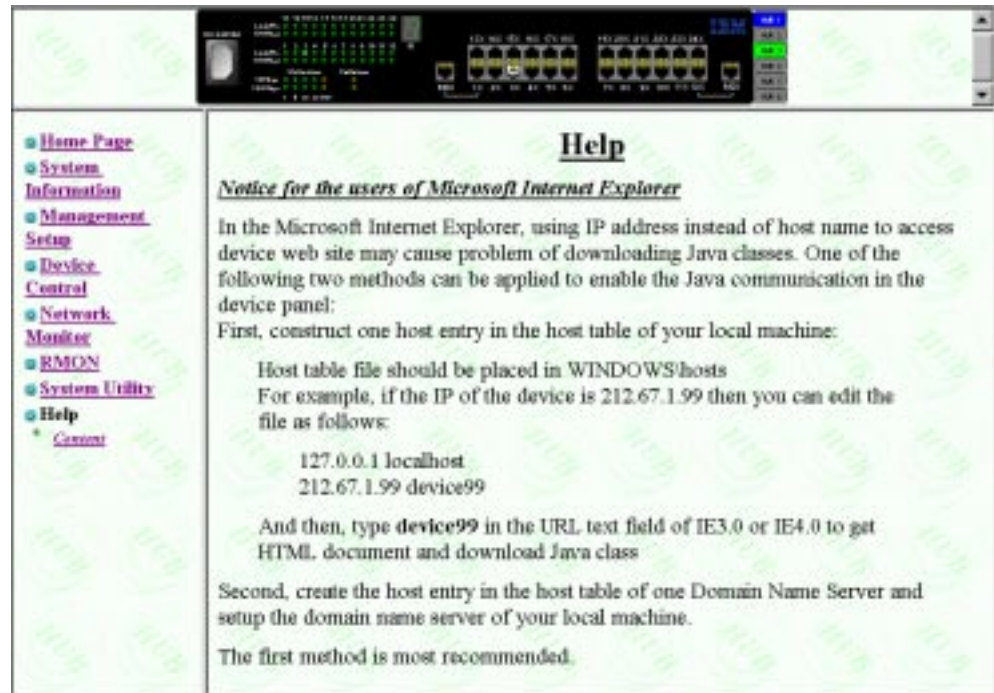 Home Page
System
Information
Management
Setup
Device
Control
Network
Monitor
RMON
System Utility
Help
Content
Help
Notice for the users of Microsoft Internet Explorer
In the Microsoft Internet Explorer, using IP address instead of host name to access
device web site may cause problem of downloading Java classes. One of the
following two methods can be applied to enable the Java communication in the
device panel:
First, construct one host entry in the host table of your local machine:
Host table file should be placed in WINDOWS\hosts
For example, if the IP of the device is 212.67.1.99 then you can edit the
file as follows:
127.0.0.1 localhost
212.67.1.99 device99
And then, type device99 in the URL text field of IE3.0 or IE4.0 to get
HTML document and download Java class
Second, create the host entry in the host table of one Domain Name Server and
setup the domain name server of your local machine.
The first method is most recommended.